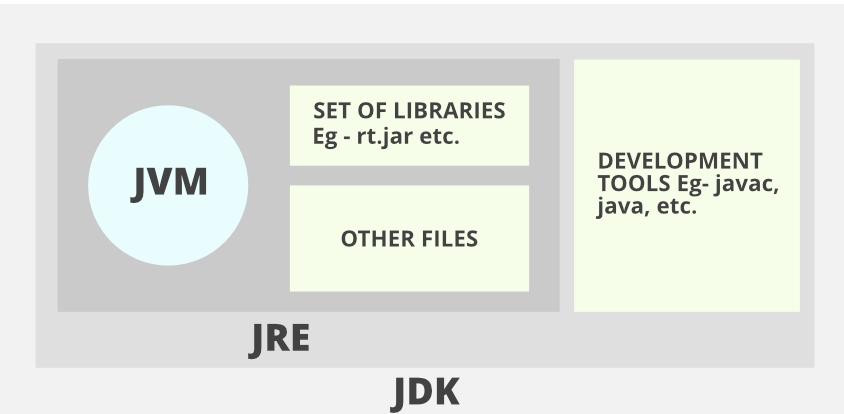 JVM
SET OF LIBRARIES
Eg - rt.jar etc.
OTHER FILES
DEVELOPMENT
TOOLS Eg- javac,
java, etc.
JRE
JDK